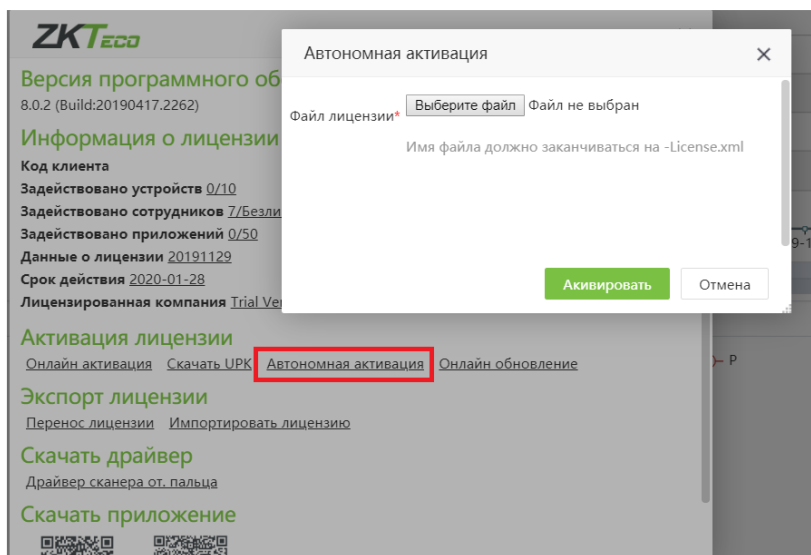 ZKTeco
Версия программного об
8.0.2 (Build:20190417.2262)
Информация о лицензии
Код клиента
Задействовано устройств 0/10
Задействовано сотрудников 7/Безли
Задействовано приложений 0/50
Данные о лицензии 20191129
Срок действия 2020-01-28
Лицензированная компания Trial Ve
Активация лицензии
Онлайн активация Скачать UPK Автономная активация Онлайн обновление
Экспорт лицензии
Перенос лицензии Импортировать лицензию
Скачать драйвер
Драйвер сканера от. пальца
Скачать приложение
Автономная активация
Файл лицензии* Выберите файл Файл не выбран
Имя файла должно заканчиваться на -License.xml
Акивировать Отмена
9-1
P